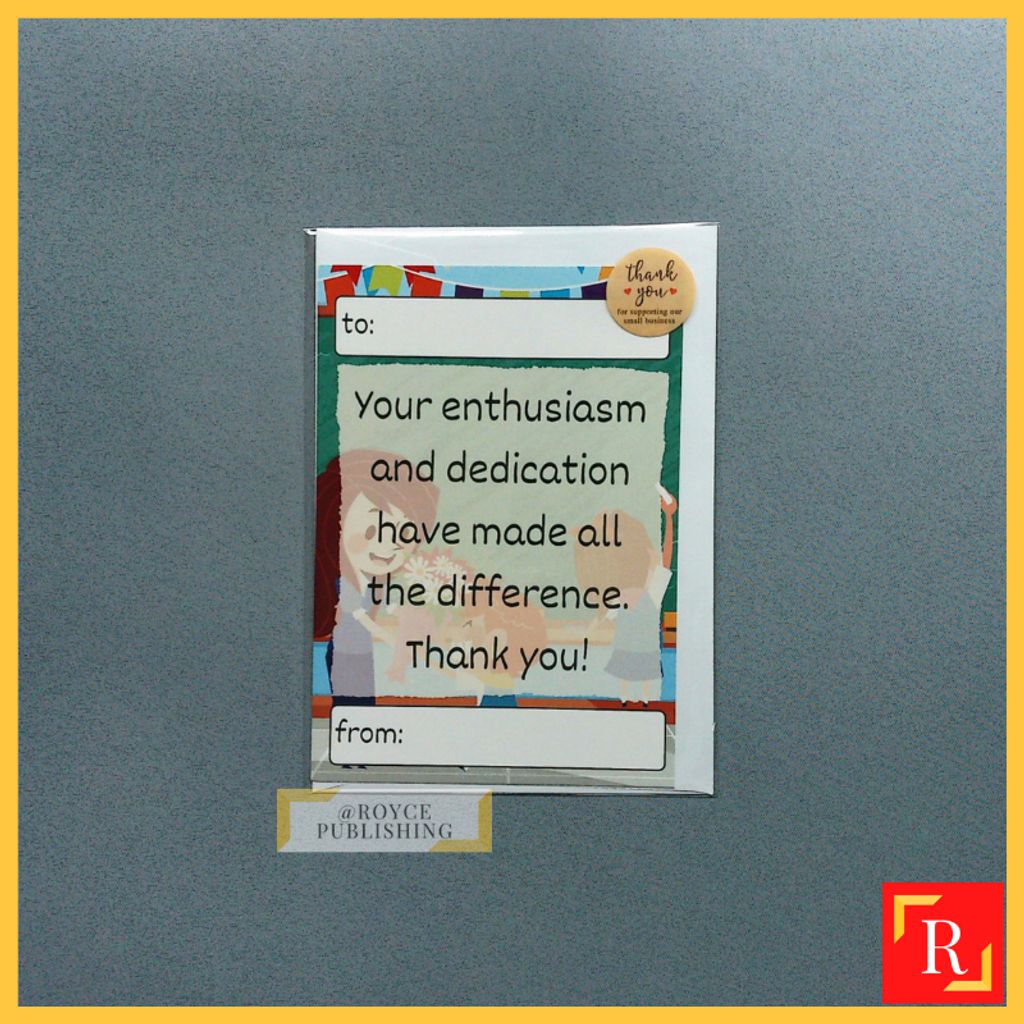 thank
you
for supporting our
small business
to:
Your enthusiasm
and dedication
have made all
the difference.
Thank you!
from:
@ROYCE
PUBLISHING
R